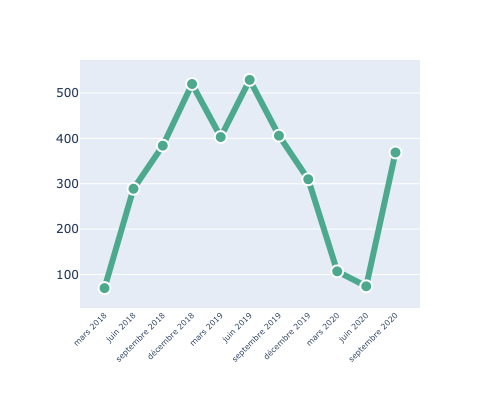 500
400
300
200
100
mars 2018
juin 2018
septembre 2018
décembre 2018
mars 2019
juin 2019
septembre 2019
décembre 2019
mars 2020
juin 2020
septembre 2020